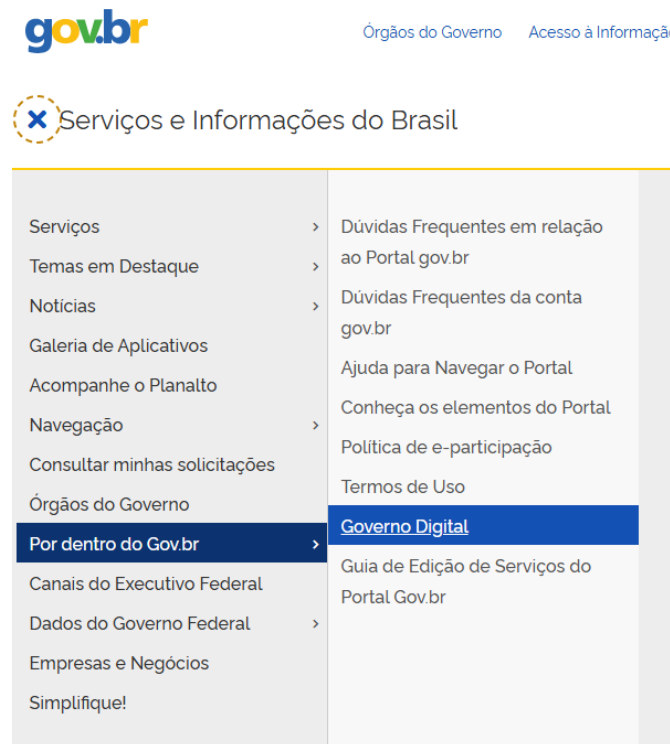 gov.br
Órgãos do Governo
Acesso à Informaçã
Serviços e Informações do Brasil
Serviços
Temas em Destaque
Notícias
Galeria de Aplicativos
Acompanhe o Planalto
Navegação
Consultar minhas solicitações
Órgãos do Governo
Por dentro do Gov.br
Canais do Executivo Federal
Dados do Governo Federal
Empresas e Negócios
Simplifique!
Dúvidas Frequentes em relação
ao Portal gov.br
Dúvidas Frequentes da conta
gov.br
Ajuda para Navegar o Portal
Conheça os elementos do Portal
Política de e-participação
Termos de Uso
Governo Digital
Guia de Edição de Serviços do
Portal Gov.br